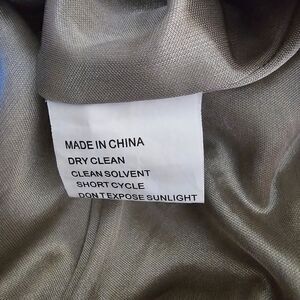 MADE IN CHINA
DRY CLEAN
CLEAN SOLVENT
SHORT CYCLE
DON T EXPOSE SUNLIGHT